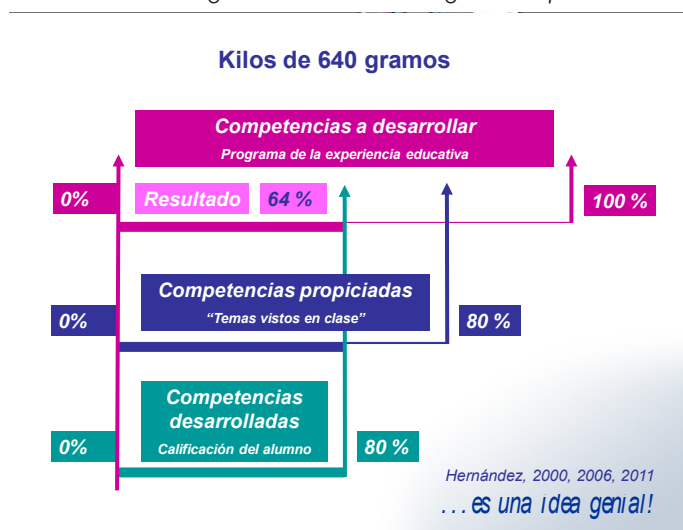 Kilos de 640 gramos
Competencias a desarrollar
Programa de la experiencia educativa
0%
Resultado
64 %
100 %
Competencias propiciadas
“Temas vistos en clase”
0%
80 %
Competencias
desarrolladas
Calificación del alumno
0%
80 %
Hernández, 2000, 2006, 2011
...es una idea genial!